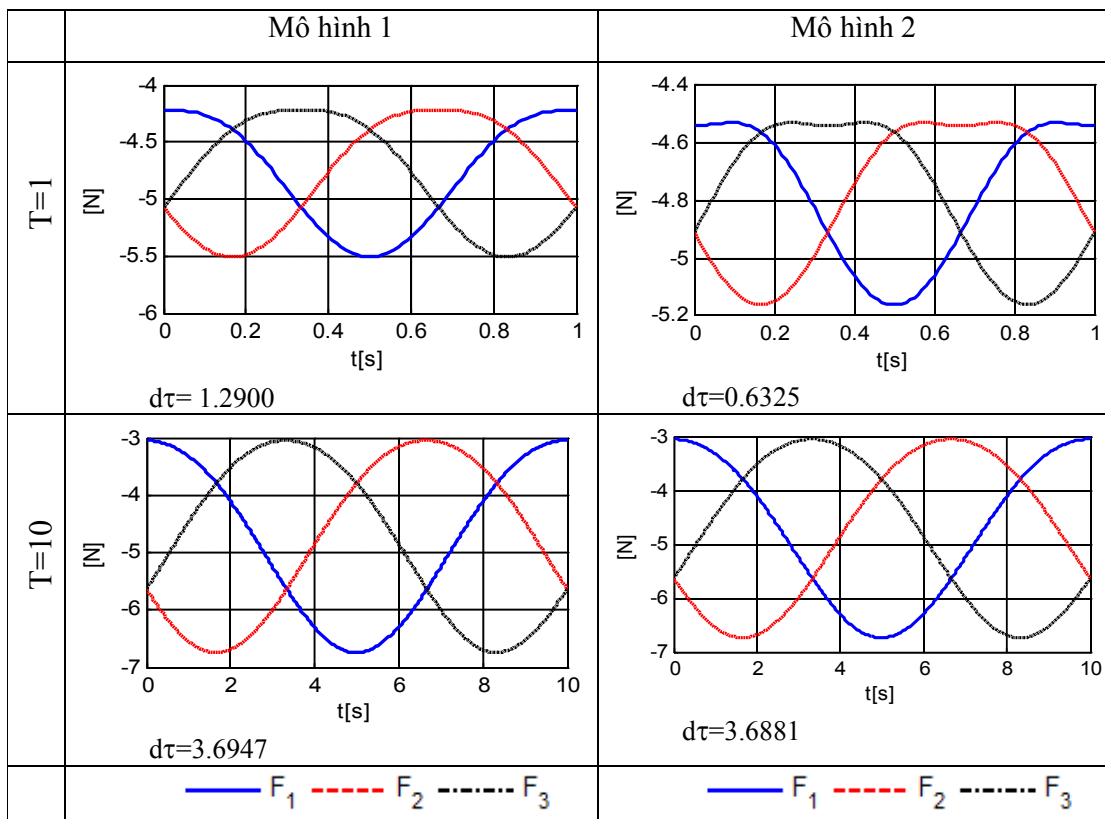 Mô hình 1
Mô hình 2
T=1
-4
-4.5
-5
-5.5
-6
[N]
0 0.2 0.4 0.6 0.8 1
t[s]
dτ= 1.2900
-4.4
-4.6
-4.8
-5
-5.2
[N]
0 0.2 0.4 0.6 0.8 1
t[s]
dτ=0.6325
T=10
-3
-4
-5
-6
-7
[N]
0 2 4 6 8 10
t[s]
dτ=3.6947
-3
-4
-5
-6
-7
[N]
0 2 4 6 8 10
t[s]
dτ=3.6881
F₁ F₂ F₃
F₁ F₂ F₃